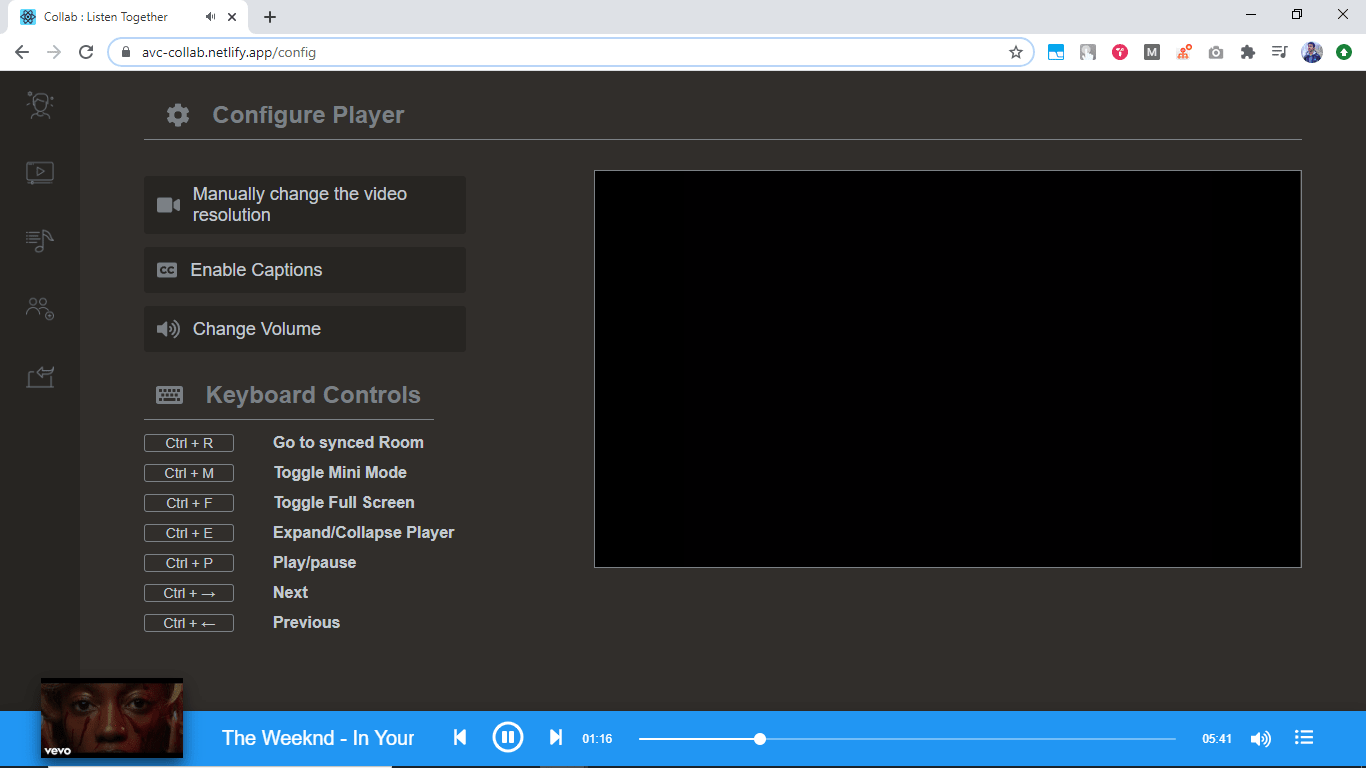 Collab : Listen Together
avc-collab.netlify.app/config
M
Configure Player
Manually change the video
resolution
CC
Enable Captions
Change Volume
Keyboard Controls
Ctrl + R Go to synced Room
Ctrl + M Toggle Mini Mode
Ctrl + F Toggle Full Screen
Ctrl + E Expand/Collapse Player
Ctrl + P Play/pause
Ctrl + → Next
Ctrl + ← Previous
vevo
The Weeknd - In Your
01:16
05:41